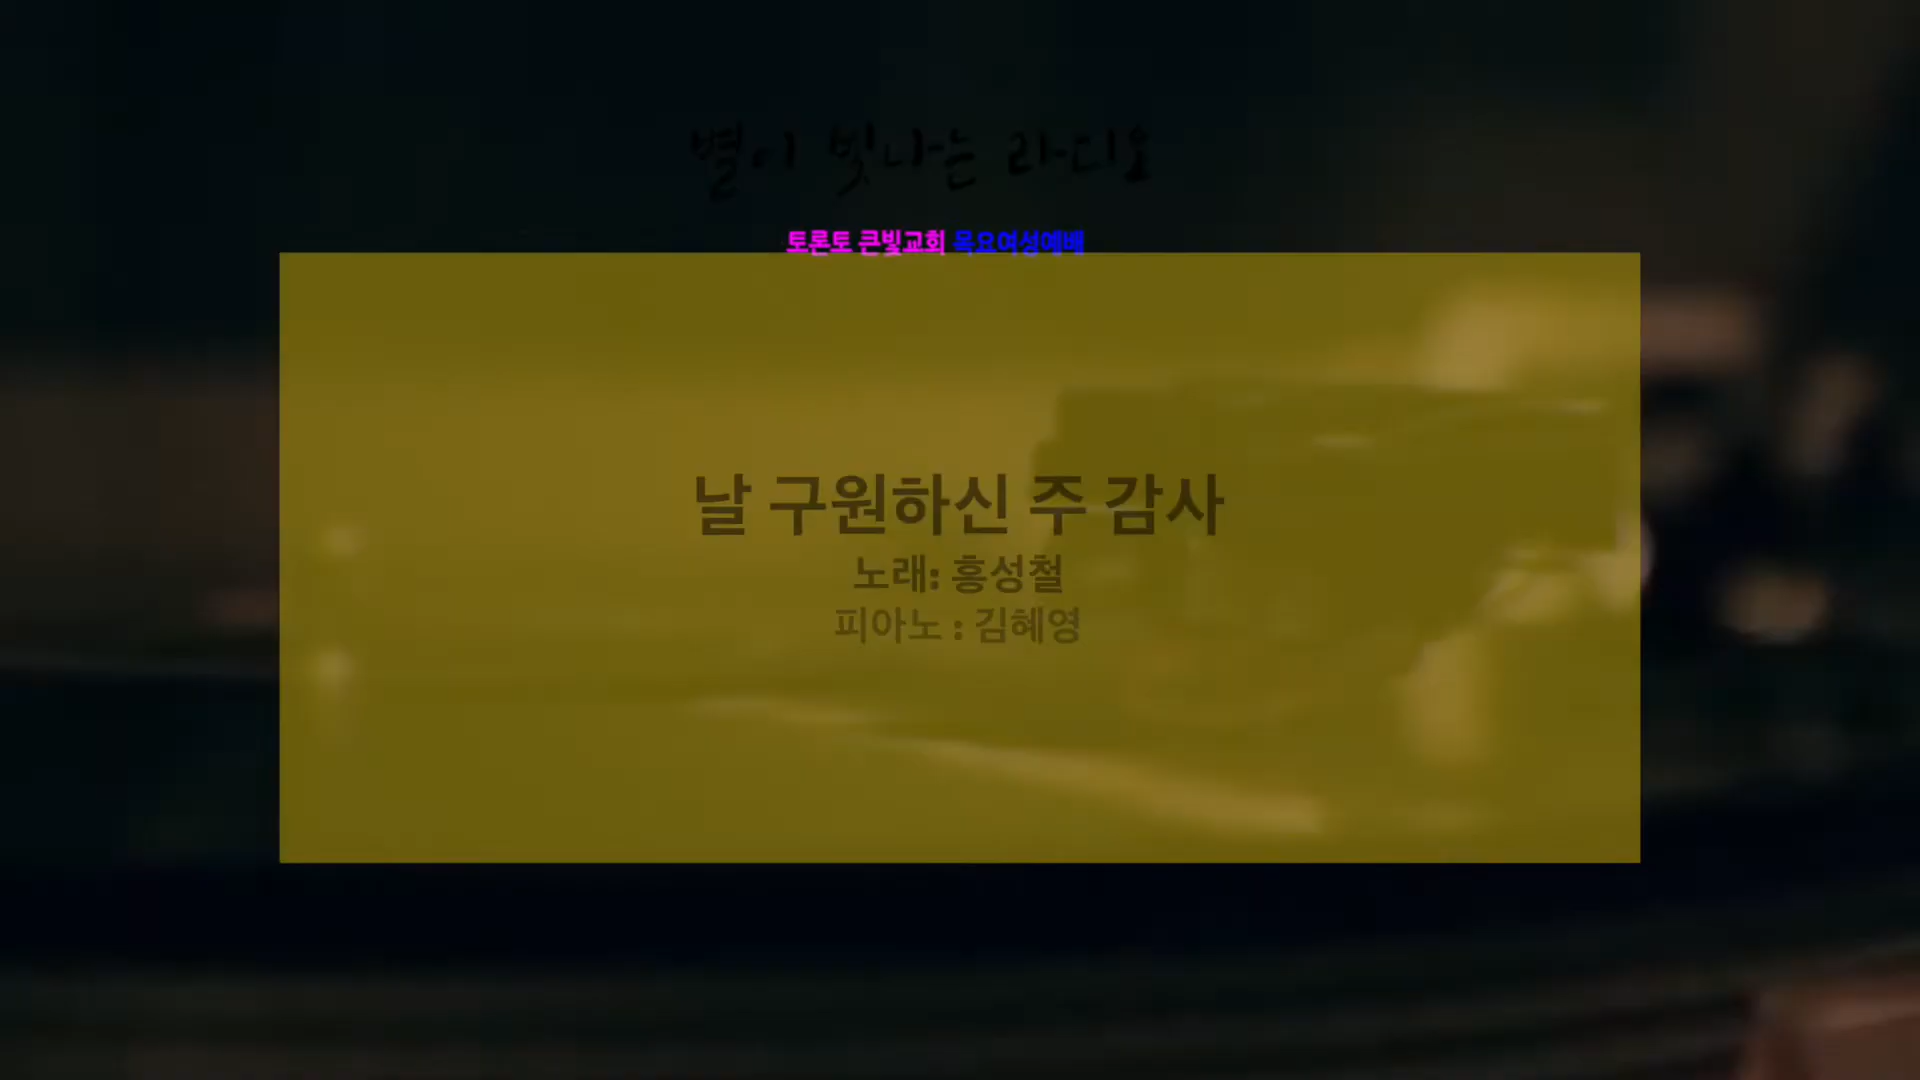 별이 빛나는 라디오
토론토 큰빛교회 목요여성예배
날 구원하신 주 감사
노래: 홍성철
피아노 : 김혜영